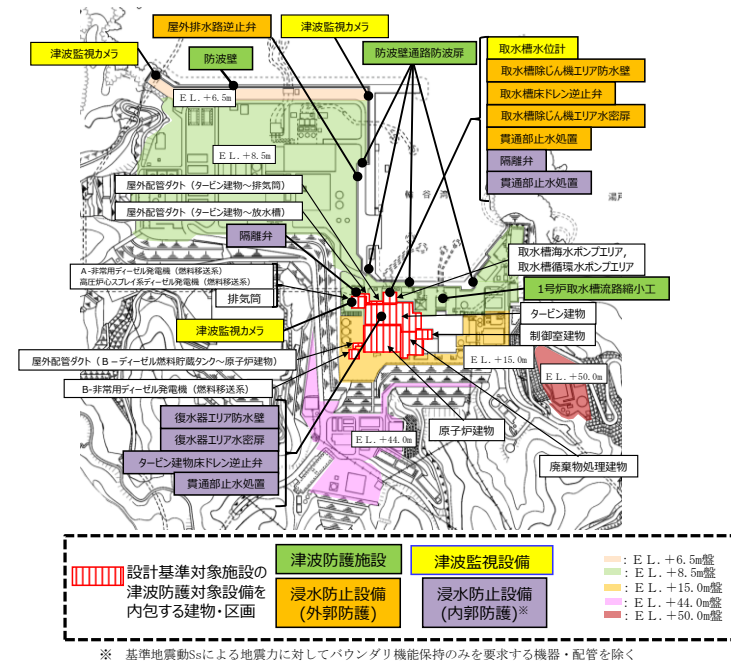 屋外排水路逆止弁
津波監視カメラ
津波監視カメラ
防波壁
防波壁通路防波扉
取水槽水位計
取水槽除じん機エリア防水壁
取水槽床ドレン逆止弁
取水槽除じん機エリア水密扉
貫通部止水処置
隔離弁
貫通部止水処置
EL.+6.5m
EL.+8.5m
輪谷湾
屋外配管ダクト（タービン建物～排気筒）
屋外配管ダクト（タービン建物～放水槽）
隔離弁
取水槽海水ポンプエリア,
取水槽循環水ポンプエリア
A-非常用ディーゼル発電機（燃料移送系）
高圧炉心スプレイ系ディーゼル発電機（燃料移送系）
排気筒
1号炉取水槽流路縮小工
タービン建物
津波監視カメラ
制御室建物
屋外配管ダクト（B－ディーゼル燃料貯蔵タンク～原子炉建物）
EL.+15.0m
EL.+50.0m
B-非常用ディーゼル発電機（燃料移送系）
復水器エリア防水壁
復水器エリア水密扉
タービン建物床ドレン逆止弁
貫通部止水処置
EL.+44.0m
原子炉建物
廃棄物処理建物
設計基準対象施設の
津波防護対象設備を
内包する建物・区画
津波防護施設
津波監視設備
浸水防止設備
(外郭防護)
浸水防止設備
(内郭防護)※
：EL.+6.5m盤
：EL.+8.5m盤
：EL.+15.0m盤
：EL.+44.0m盤
：EL.+50.0m盤
※ 基準地震動Ssによる地震力に対してバウンダリ機能保持のみを要求する機器・配管を除く